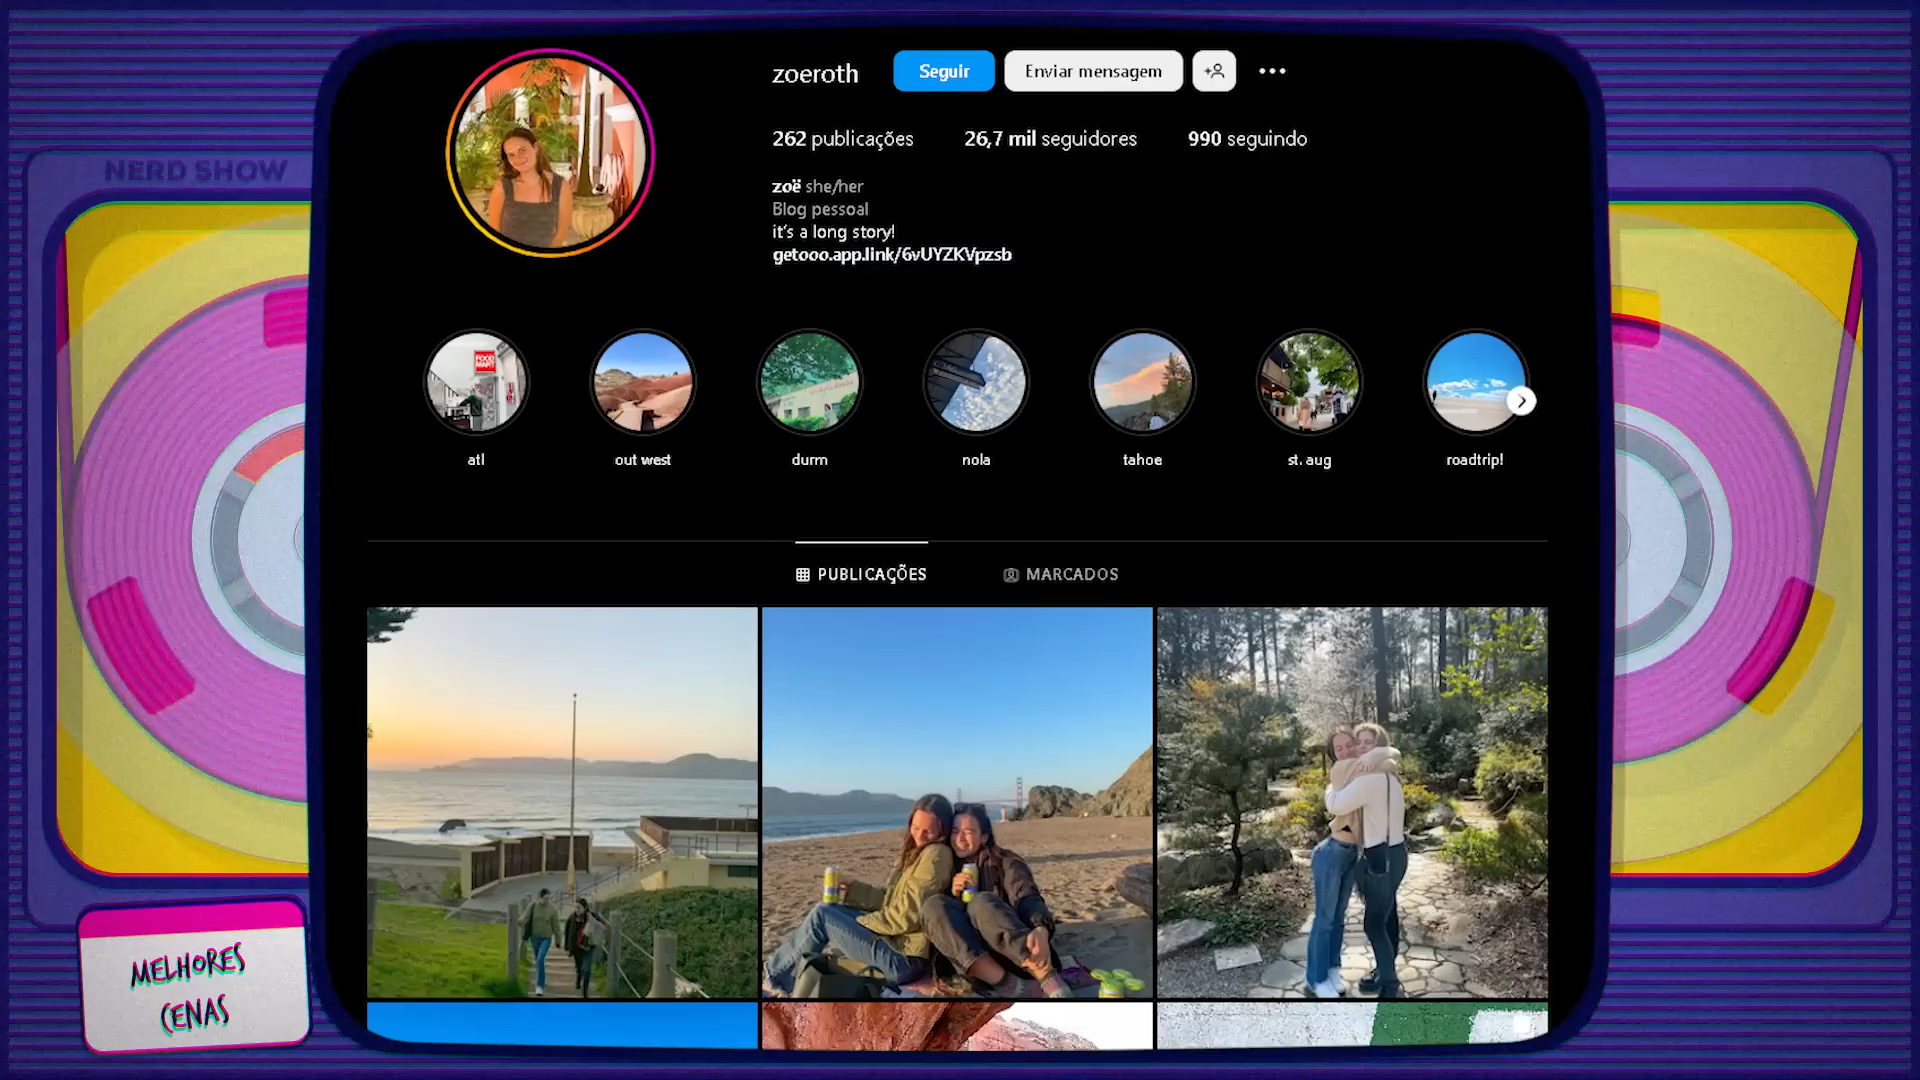 NERD SHOW
zoeroth
Seguir
Enviar mensagem
262 publicações
26,7 mil seguidores
990 seguindo
zoë she/her
Blog pessoal
it's a long story!
getooo.app.link/6vUYZKVpzsb
FOOD
MART
atl
out west
durm
nola
tahoe
st. aug
roadtrip!
PUBLICAÇÕES
MARCADOS
MELHORES
CENAS